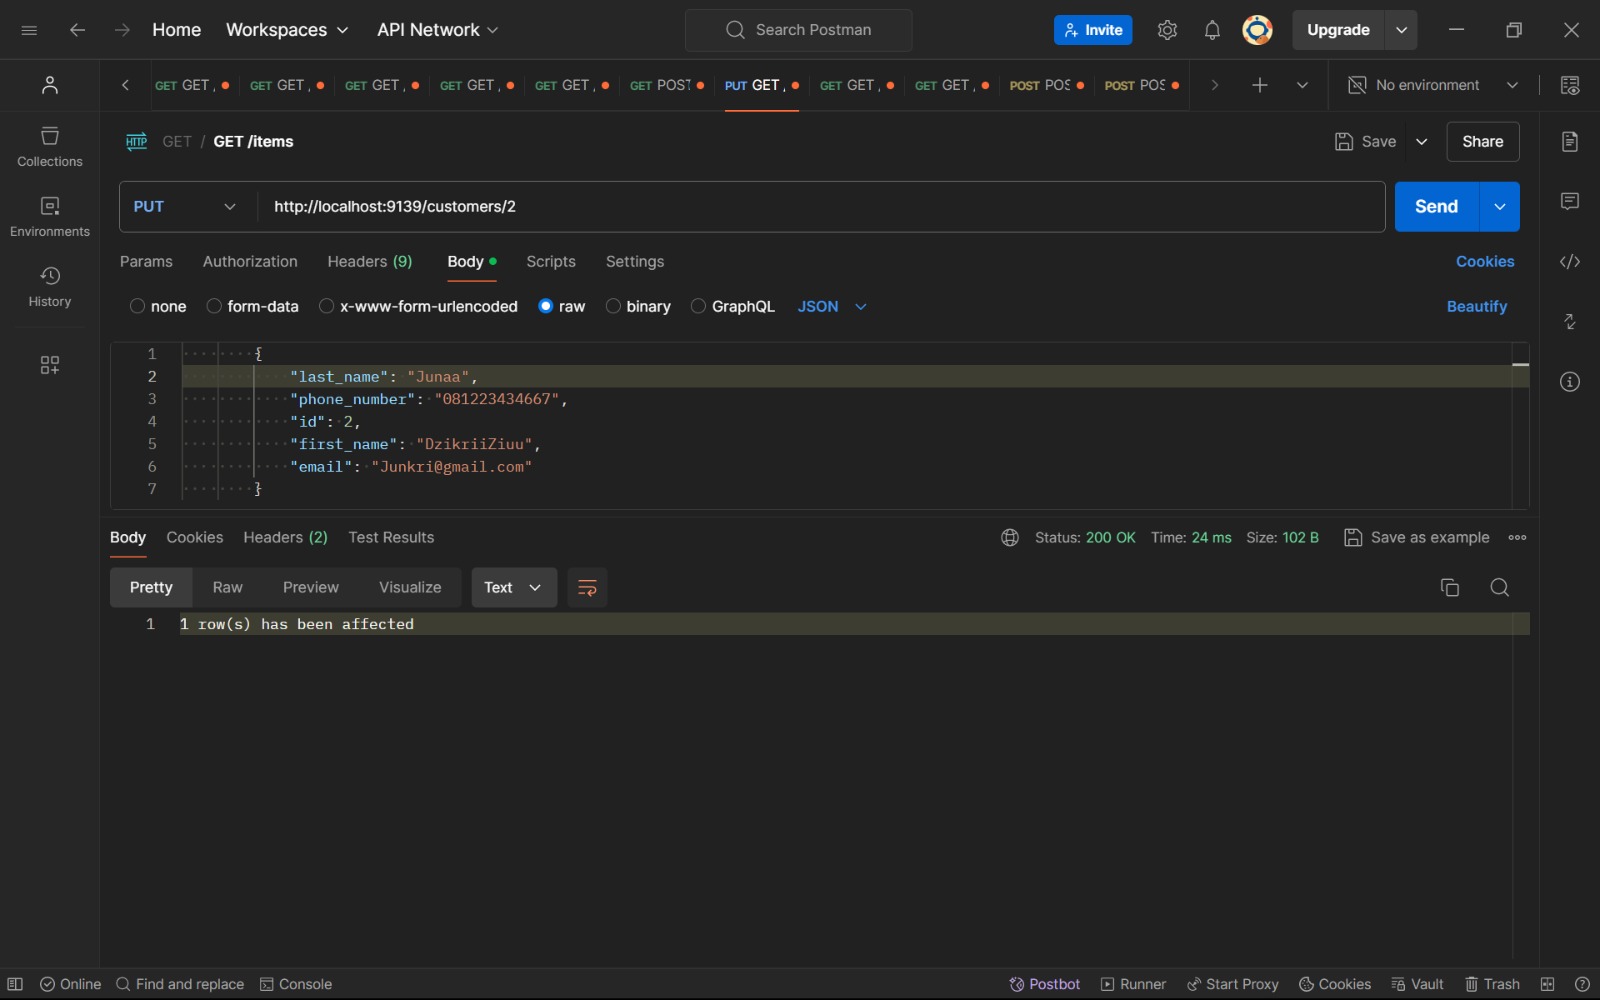 Home Workspaces API Network Search Postman Invite Upgrade
GET GET , GET GET , GET GET , GET GET , GET GET , GET POST PUT GET , GET GET , GET GET , POST POS POST POS No environment
HTTP GET / GET /items Save Share
Collections
PUT http://localhost:9139/customers/2 Send
Environments
Params Authorization Headers (9) Body Scripts Settings Cookies
History
none form-data x-www-form-urlencoded raw binary GraphQL JSON Beautify
1 {
2 "last_name": "Junaa",
3 "phone_number": "081223434667",
4 "id": 2,
5 "first_name": "DzikriiZiuu",
6 "email": "Junkri@gmail.com"
7 }
Body Cookies Headers (2) Test Results Status: 200 OK Time: 24 ms Size: 102 B Save as example
Pretty Raw Preview Visualize Text
1 1 row(s) has been affected
Online Find and replace Console Postbot Runner Start Proxy Cookies Vault Trash